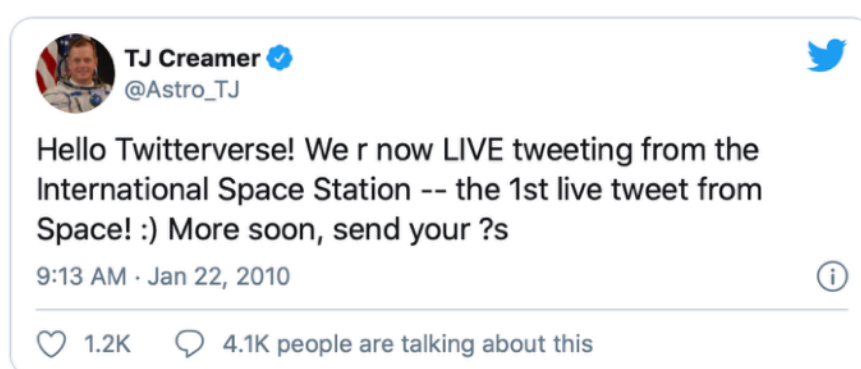 TJ Creamer
@Astro_TJ
Hello Twitterverse! We r now LIVE tweeting from the
International Space Station -- the 1st live tweet from
Space! :) More soon, send your ?s
9:13 AM · Jan 22, 2010
1.2K 4.1K people are talking about this